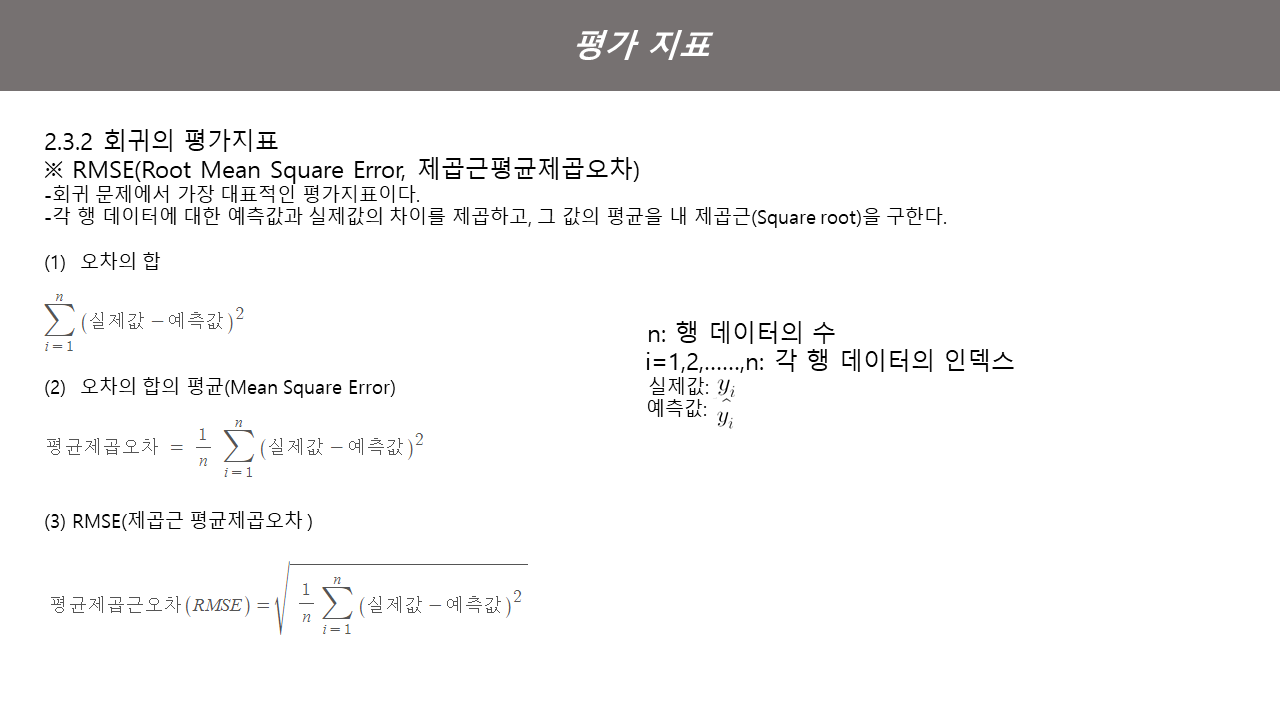 평가 지표
2.3.2 회귀의 평가지표
※ RMSE(Root Mean Square Error, 제곱근평균제곱오차)
-회귀 문제에서 가장 대표적인 평가지표이다.
-각 행 데이터에 대한 예측값과 실제값의 차이를 제곱하고, 그 값의 평균을 내 제곱근(Square root)을 구한다.
(1) 오차의 합
\sum_{i=1}^{n} (실제값 − 예측값)^2
(2) 오차의 합의 평균(Mean Square Error)
평균제곱오차 = \frac{1}{n} \sum_{i=1}^{n} (실제값 − 예측값)^2
(3) RMSE(제곱근 평균제곱오차)
평균제곱근오차(RMSE) = \sqrt{\frac{1}{n} \sum_{i=1}^{n} (실제값 − 예측값)^2}
n: 행 데이터의 수
i=1,2,......,n: 각 행 데이터의 인덱스
실제값: y_i
예측값: \hat{y_i}